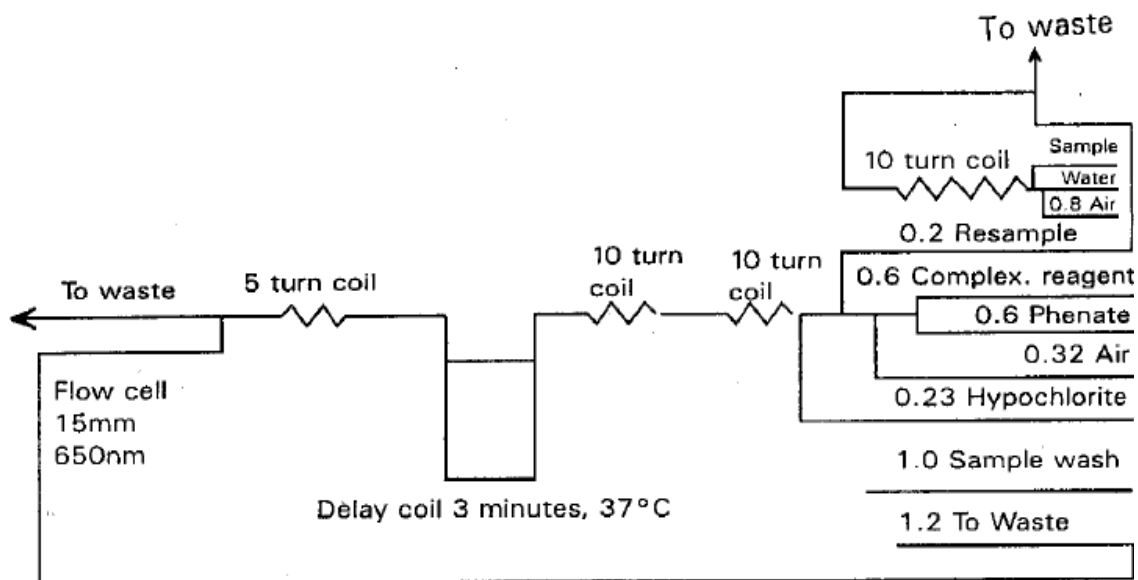 To waste
Sample
10 turn coil
Water
0.8 Air
0.2 Resample
10 turn
coil
10 turn
coil
0.6 Complex. reagent
5 turn coil
To waste
0.6 Phenate
0.32 Air
Flow cell
15mm
650nm
0.23 Hypochlorite
1.0 Sample wash
Delay coil 3 minutes, 37°C
1.2 To Waste